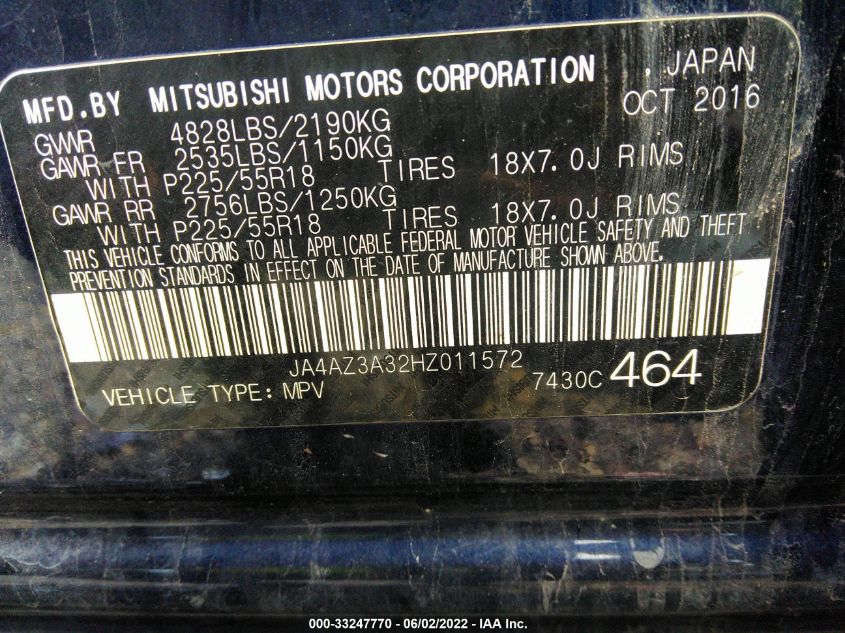 MFD.BY MITSUBISHI MOTORS CORPORATION , JAPAN
OCT 2016
GVWR 4828LBS/2190KG
GAWR FR 2535LBS/1150KG
WITH P225/55R18 TIRES 18X7.0J RIMS
GAWR RR 2756LBS/1250KG
WITH P225/55R18 TIRES 18X7.0J RIMS
THIS VEHICLE CONFORMS TO ALL APPLICABLE FEDERAL MOTOR VEHICLE SAFETY AND THEFT
PREVENTION STANDARDS IN EFFECT ON THE DATE OF MANUFACTURE SHOWN ABOVE.
JA4AZ3A32HZ011572
VEHICLE TYPE: MPV 7430C 464
000-33247770 - 06/02/2022 - IAA Inc.